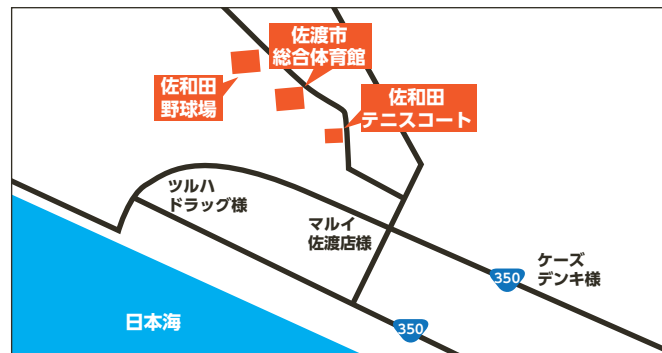 佐渡市
総合体育館
佐和田
野球場
佐和田
テニスコート
ツルハ
ドラッグ様
マルイ
佐渡店様
ケーズ
デンキ様
350
日本海
350